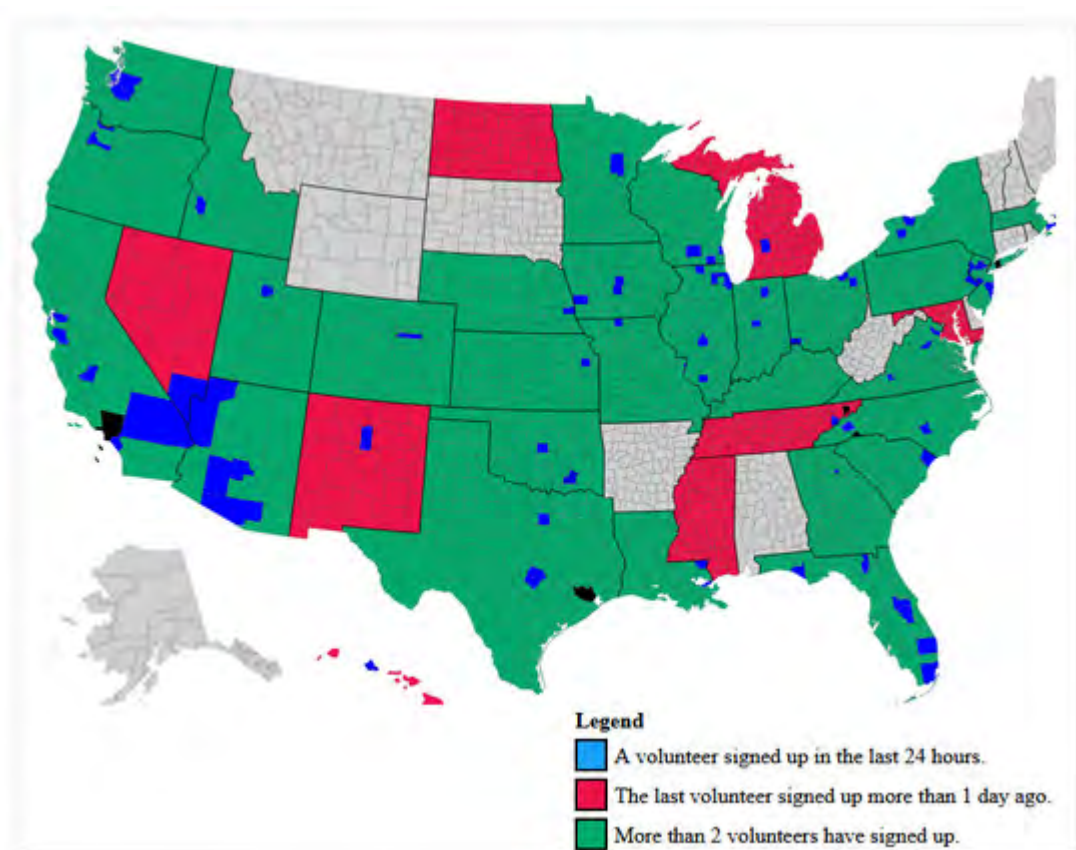 Legend
A volunteer signed up in the last 24 hours.
The last volunteer signed up more than 1 day ago.
More than 2 volunteers have signed up.